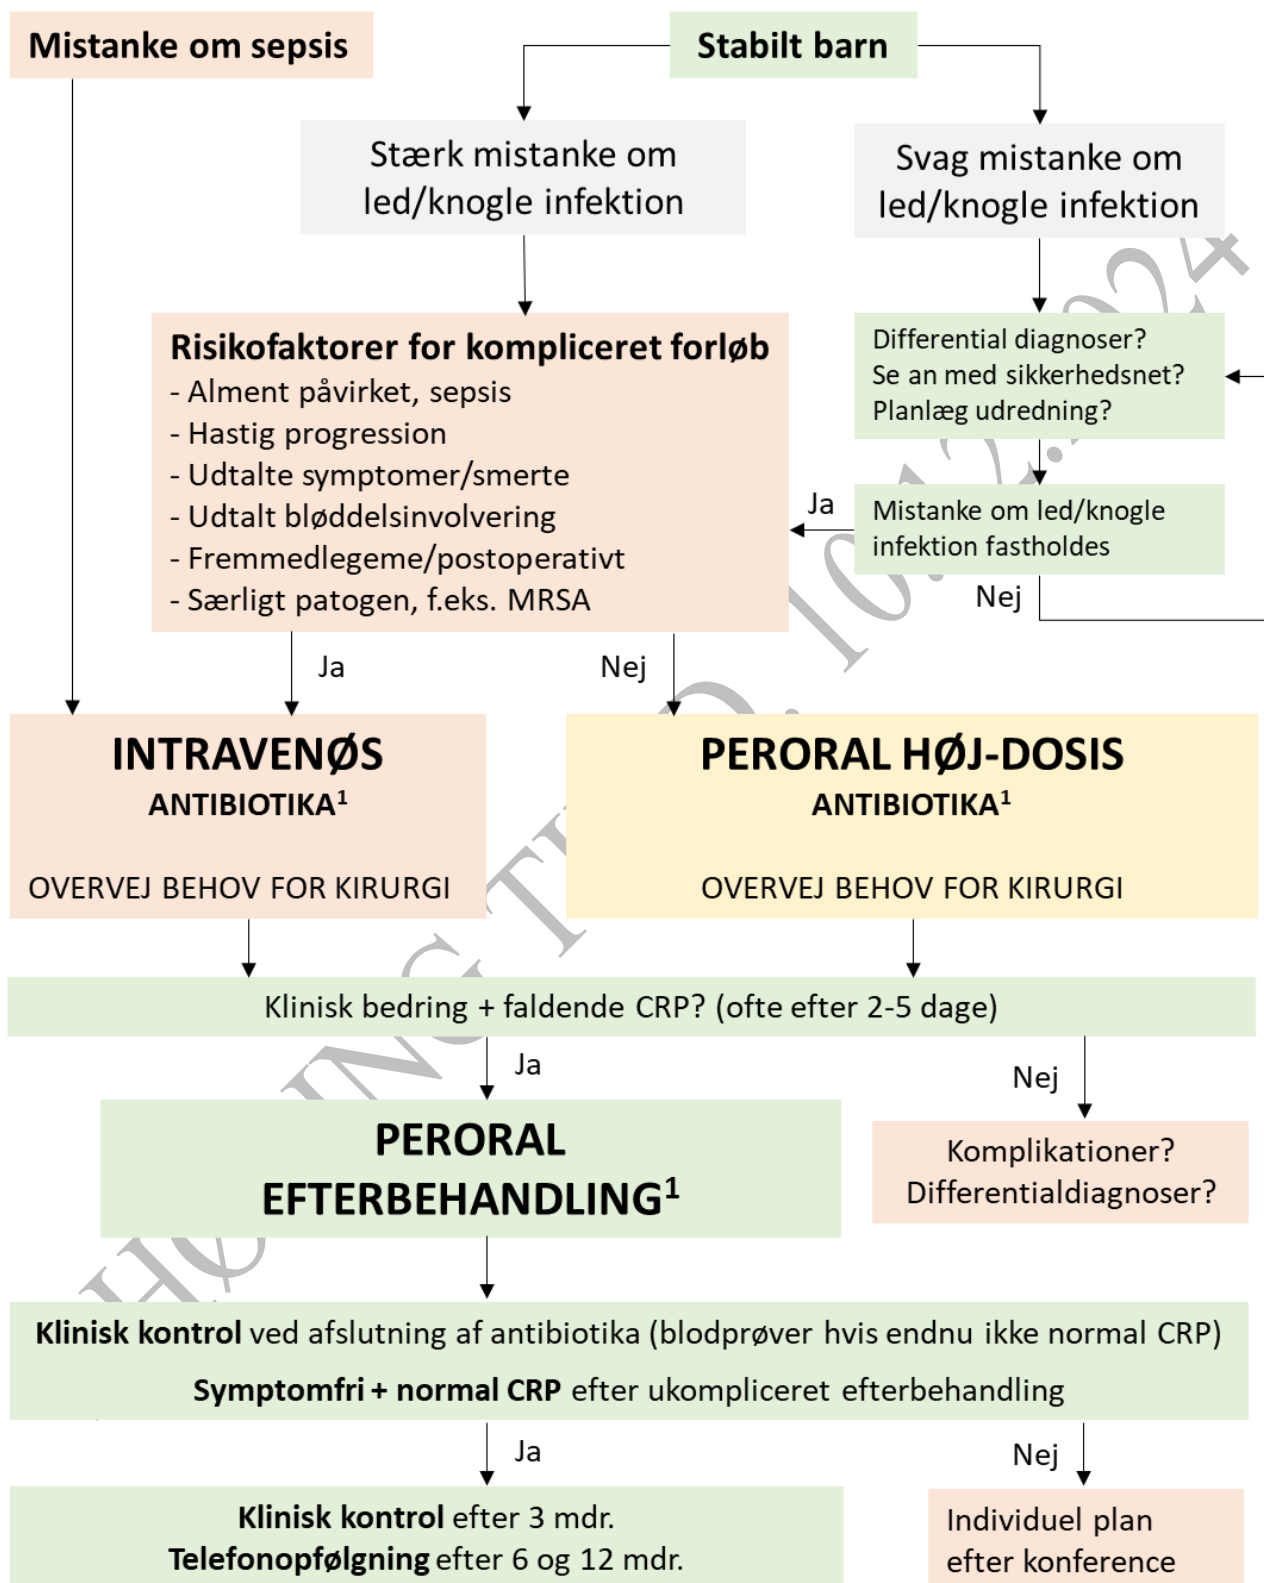 Mistanke om sepsis
Stabilt barn
Stærk mistanke om
led/knogle infektion
Svag mistanke om
led/knogle infektion
Risikofaktorer for kompliceret forløb
- Alment påvirket, sepsis
- Hastig progression
- Udtalte symptomer/smerte
- Udtalt bløddelsinvolvering
- Fremmedlegeme/postoperativt
- Særligt patogen, f.eks. MRSA
Differential diagnoser?
Se an med sikkerhedsnet?
Planlæg udredning?
Ja
Mistanke om led/knogle
infektion fastholdes
Nej
Ja
Nej
INTRAVENØS
ANTIBIOTIKA¹
OVERVEJ BEHOV FOR KIRURGI
PERORAL HØJ-DOSIS
ANTIBIOTIKA¹
OVERVEJ BEHOV FOR KIRURGI
Klinisk bedring + faldende CRP? (ofte efter 2-5 dage)
Ja
Nej
PERORAL
EFTERBEHANDLING¹
Komplikationer?
Differentialdiagnoser?
Klinisk kontrol ved afslutning af antibiotika (blodprøver hvis endnu ikke normal CRP)
Symptomfri + normal CRP efter ukompliceret efterbehandling
Ja
Nej
Klinisk kontrol efter 3 mdr.
Telefonopfølgning efter 6 og 12 mdr.
Individuel plan
efter konference